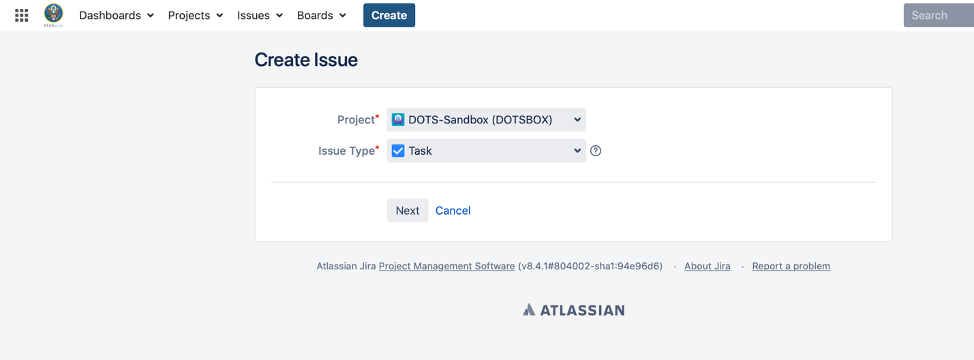 Dashboards Projects Issues Boards Create Search
Create Issue
Project* DOTS-Sandbox (DOTSBOX)
Issue Type* Task ?
Next Cancel
Atlassian Jira Project Management Software (v8.4.1#804002-sha1:94e96d6) · About Jira · Report a problem
ATLASSIAN